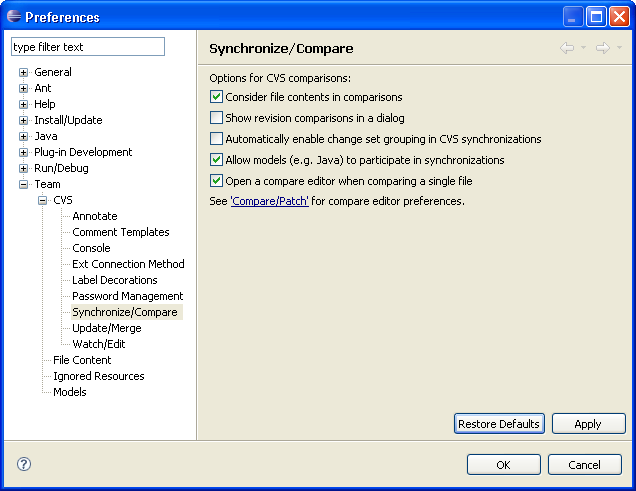 Preferences
type filter text
General
Ant
Help
Install/Update
Java
Plug-in Development
Run/Debug
Team
CVS
Annotate
Comment Templates
Console
Ext Connection Method
Label Decorations
Password Management
Synchronize/Compare
Update/Merge
Watch/Edit
File Content
Ignored Resources
Models
Synchronize/Compare
Options for CVS comparisons:
Consider file contents in comparisons
Show revision comparisons in a dialog
Automatically enable change set grouping in CVS synchronizations
Allow models (e.g. Java) to participate in synchronizations
Open a compare editor when comparing a single file
See 'Compare/Patch' for compare editor preferences.
Restore Defaults
Apply
?
OK
Cancel